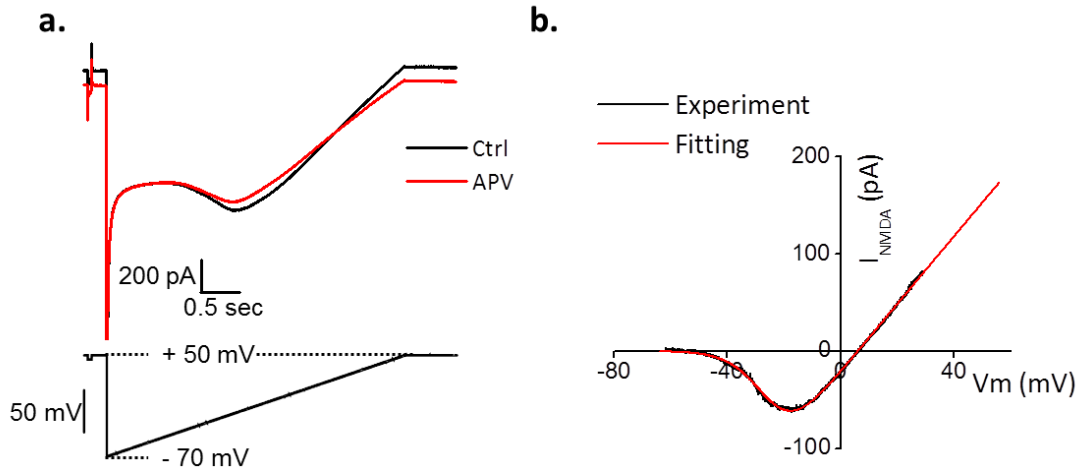 a.
Ctrl
APV
200 pA
0.5 sec
+ 50 mV
50 mV
- 70 mV
b.
Experiment
Fitting
200
100
0
-100
I NMDA (pA)
-80
-40
0
40
Vm (mV)